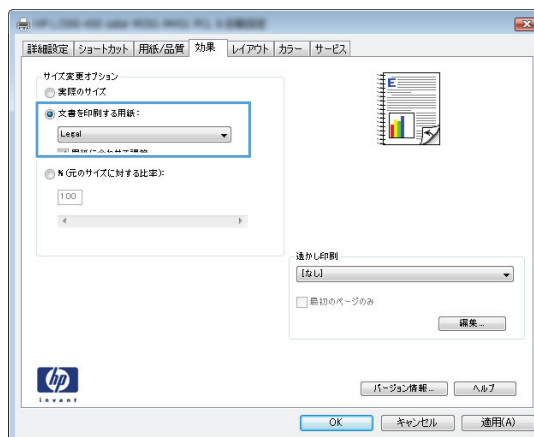 詳細設定 ショートカット 用紙/品質 効果 レイアウト カラー サービス
サイズ変更オプション
実際のサイズ
文書を印刷する用紙:
Legal
% (元のサイズに対する比率):
100
透かし印刷
[なし]
最初のページのみ
編集...
hp
invent
バージョン情報... ヘルプ
OK キャンセル 適用(A)